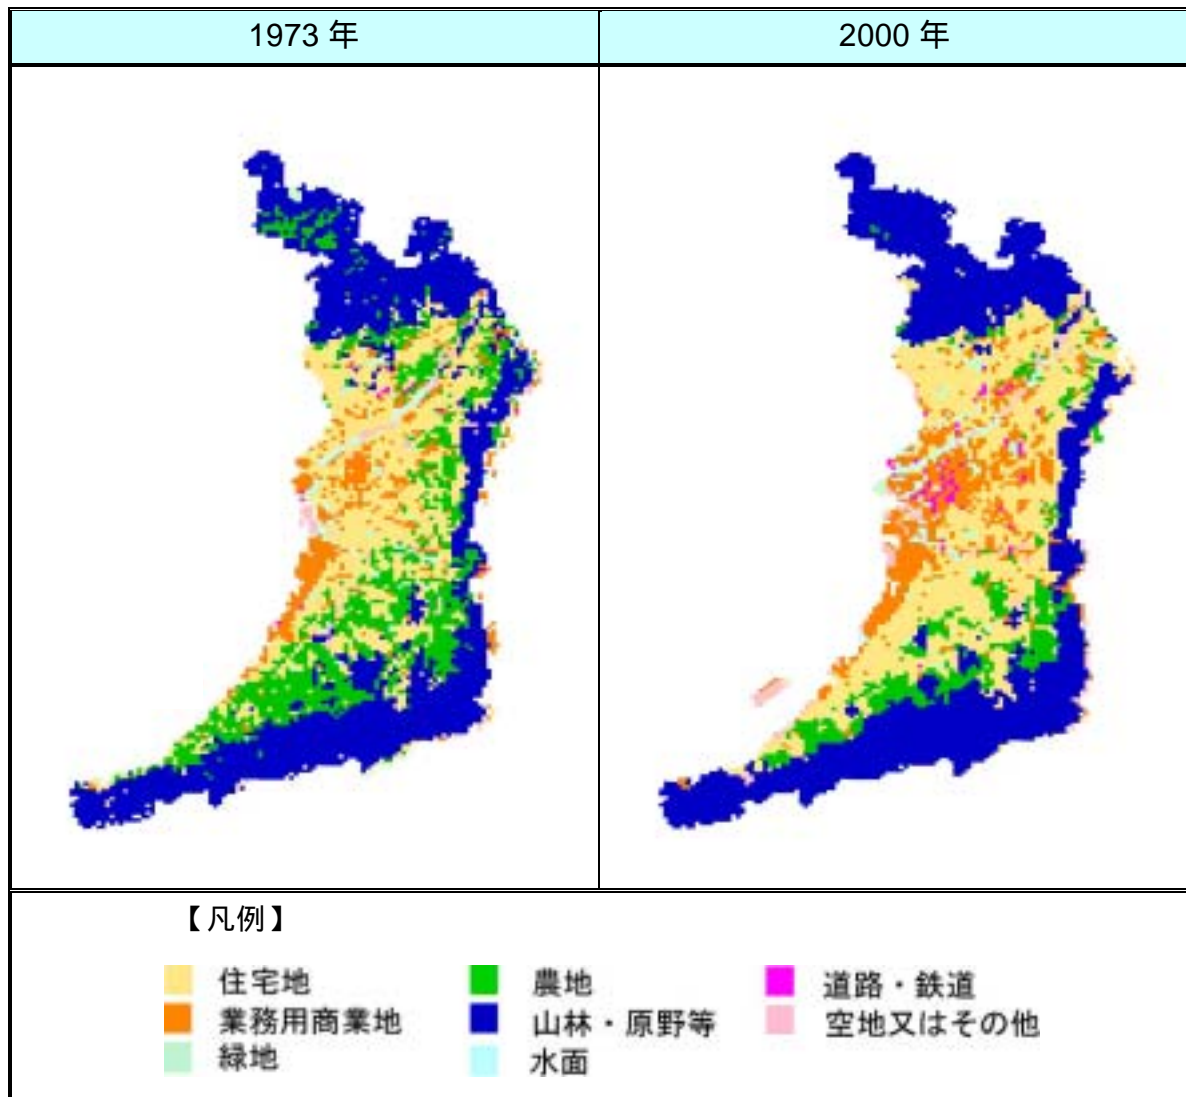 1973 年
2000 年
【凡例】
住宅地
農地
道路・鉄道
業務用商業地
山林・原野等
空地又はその他
緑地
水面